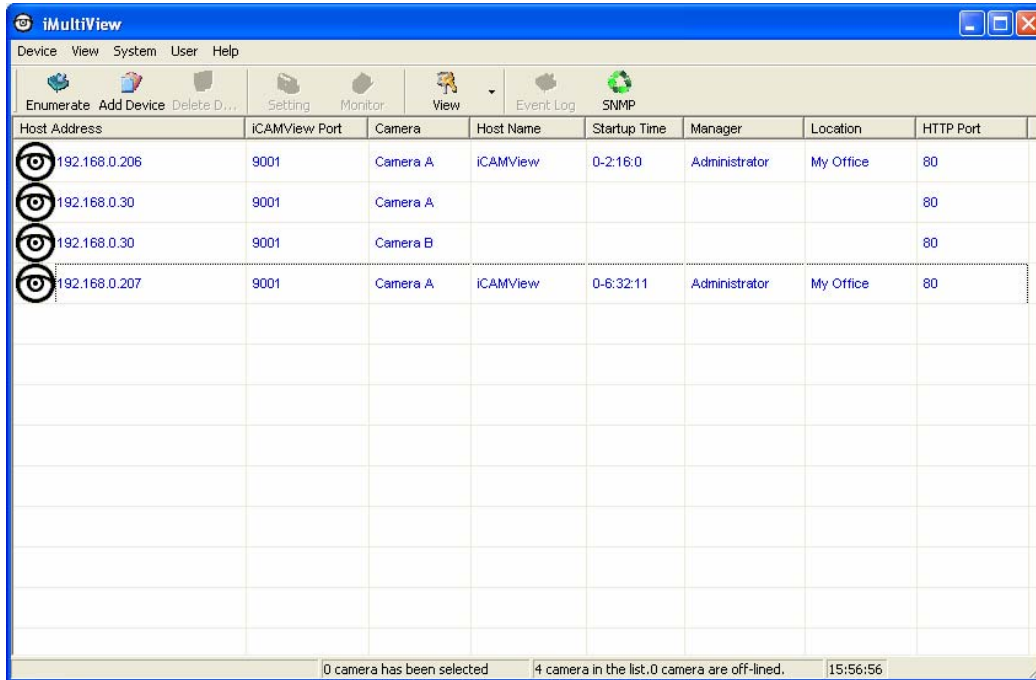 iMultiView
Device View System User Help
Enumerate Add Device Delete D... Setting Monitor View Event Log SNMP
Host Address iCAMView Port Camera Host Name Startup Time Manager Location HTTP Port
192.168.0.206 9001 Camera A iCAMView 0-2:16:0 Administrator My Office 80
192.168.0.30 9001 Camera A 80
192.168.0.30 9001 Camera B 80
192.168.0.207 9001 Camera A iCAMView 0-6:32:11 Administrator My Office 80
0 camera has been selected 4 camera in the list.0 camera are off-lined. 15:56:56